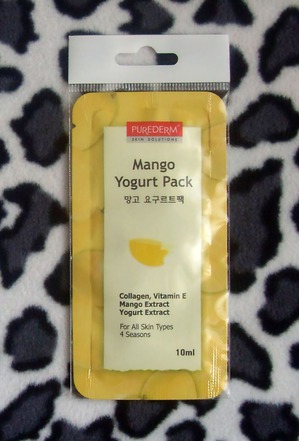 PUREDERM
SKIN SOLUTIONS
Mango
Yogurt Pack
망고 요구르트팩
Collagen, Vitamin E
Mango Extract
Yogurt Extract
For All Skin Types
4 Seasons
10ml